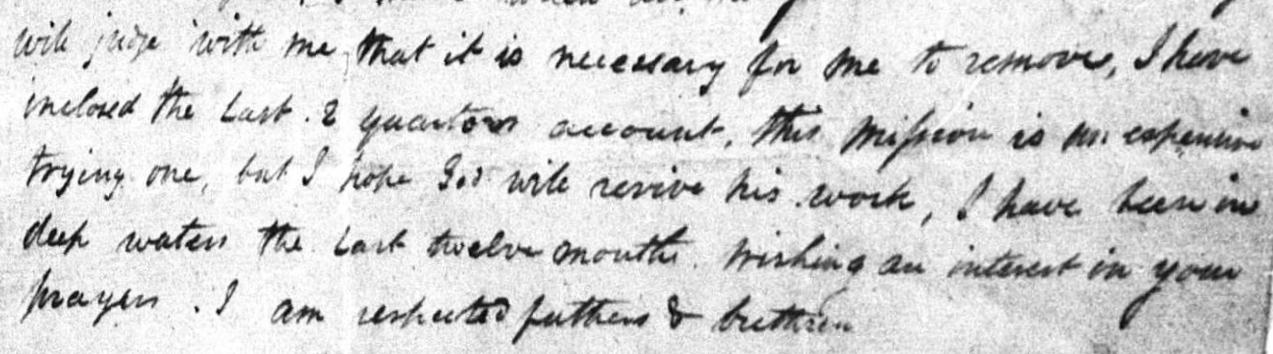 will judge with me, that it is necessary for me to remove, I have
inclosed the Last 2 quarters account, this Mission is an expensive
trying one, but I hope God will revive his work, I have been in
deep waters the Last twelve months. Wishing an interest in your
prayers. I am respected fathers & brethren